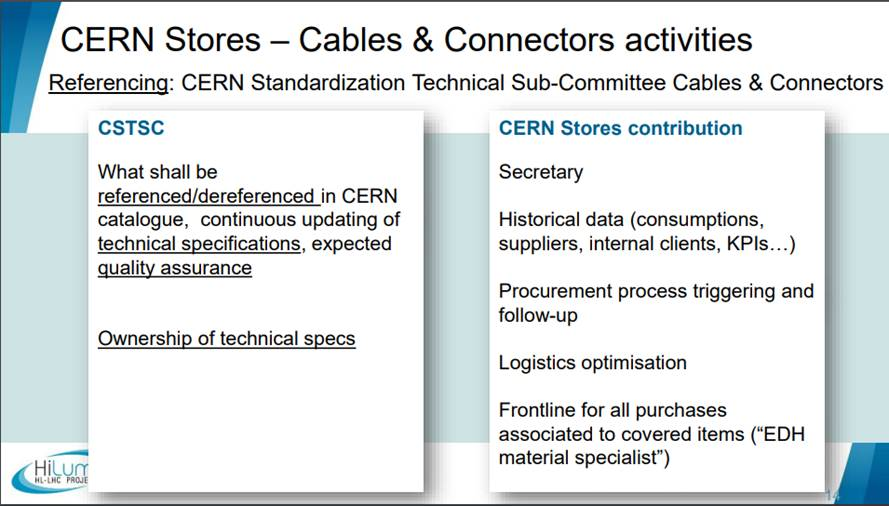 CERN Stores – Cables & Connectors activities
Referencing: CERN Standardization Technical Sub-Committee Cables & Connectors
CSTSC
What shall be
referenced/dereferenced in CERN
catalogue, continuous updating of
technical specifications, expected
quality assurance
Ownership of technical specs
CERN Stores contribution
Secretary
Historical data (consumptions,
suppliers, internal clients, KPIs…)
Procurement process triggering and
follow-up
Logistics optimisation
Frontline for all purchases
associated to covered items (“EDH
material specialist”)
HiLum
HL-LHC PROJE
14